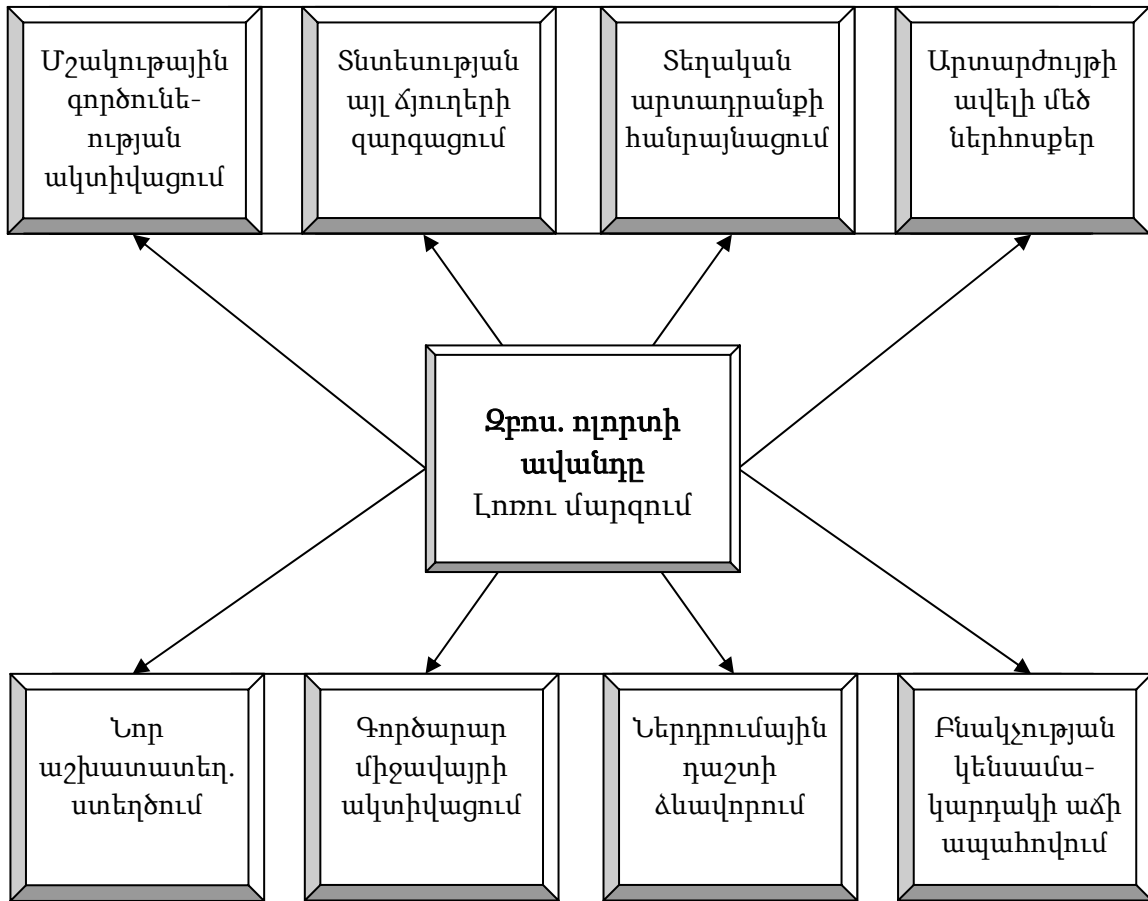 Մշակութային
գործունե-
ության
ակտիվացում
Տնտեսության
այլ ճյուղերի
զարգացում
Տեղական
արտադրանքի
հանրայնացում
Արտարժույթի
ավելի մեծ
ներհոսքեր
Զբոս. ոլորտի
ավանդը
Լոռու մարզում
Նոր
աշխատատեղ.
ստեղծում
Գործարար
միջավայրի
ակտիվացում
Ներդրումային
դաշտի
ձևավորում
Բնակչության
կենսամա-
կարդակի աճի
ապահովում